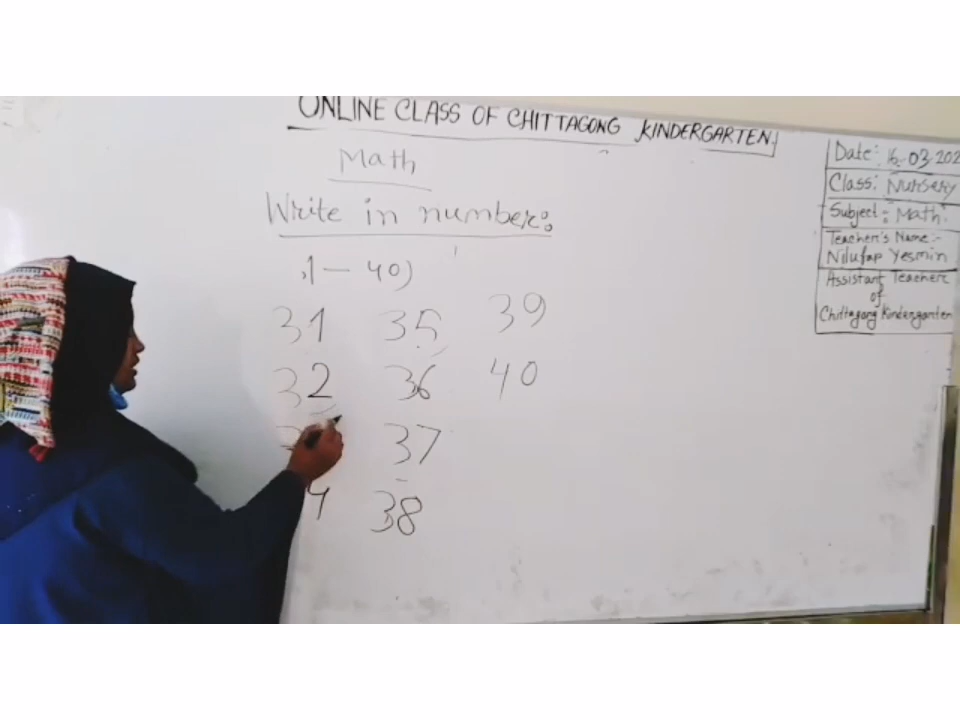 ONLINE CLASS OF CHITTAGONG KINDERGARTEN
Math
Write in number:
1 — 40)
31 35 39
32 36 40
37
4 38
Date: 16-03-202
Class: Nursery
Subject: Math
Teacher's Name:-
Nilufar Yesmin
Assistant Teacher
of
Chittagong Kindergarten